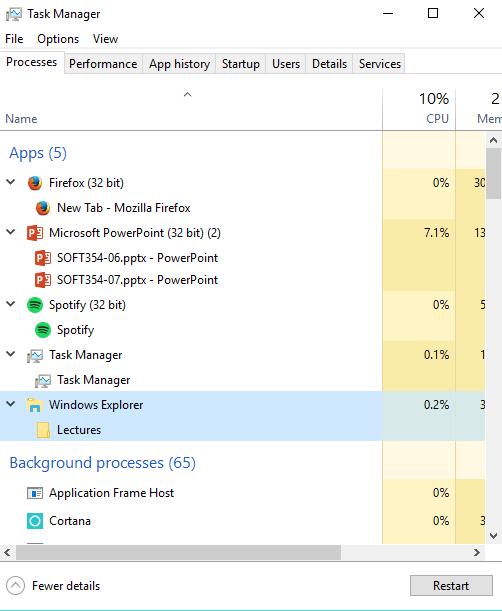 Task Manager
File Options View
Processes Performance App history Startup Users Details Services
10% 2
Name CPU Mem
Apps (5)
Firefox (32 bit) 0% 30
New Tab - Mozilla Firefox
Microsoft PowerPoint (32 bit) (2) 7.1% 13
SOFT354-06.pptx - PowerPoint
SOFT354-07.pptx - PowerPoint
Spotify (32 bit) 0% 5
Spotify
Task Manager 0.1% 1
Task Manager
Windows Explorer 0.2% 3
Lectures
Background processes (65)
Application Frame Host 0%
Cortana 0% 3
Fewer details Restart